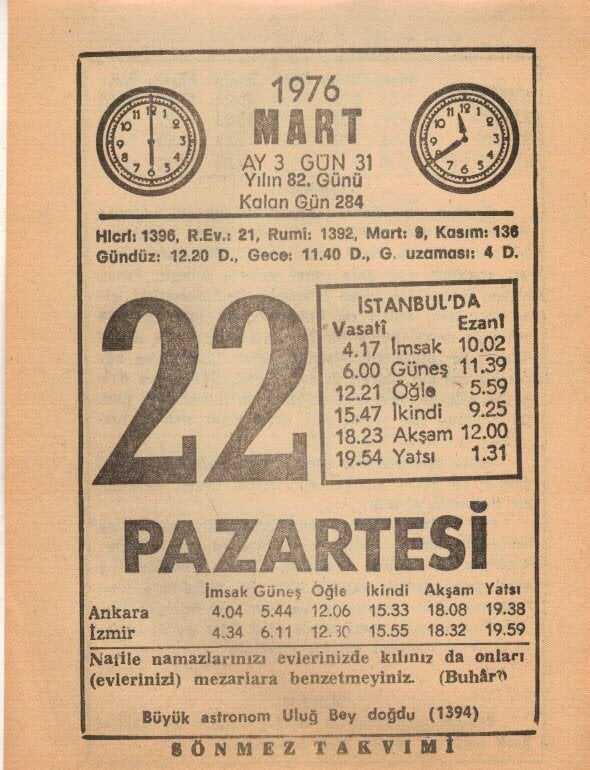 1976
MART
AY 3 GÜN 31
Yılın 82. Günü
Kalan Gün 284
Hicri: 1396, R.Ev.: 21, Rumi: 1392, Mart: 9, Kasım: 136
Gündüz: 12.20 D., Gece: 11.40 D., G. uzaması: 4 D.
22
İSTANBUL'DA
Vasatî Ezanî
4.17 İmsak 10.02
6.00 Güneş 11.39
12.21 Öğle 5.59
15.47 İkindi 9.25
18.23 Akşam 12.00
19.54 Yatsı 1.31
PAZARTESİ
İmsak Güneş Öğle İkindi Akşam Yatsı
Ankara 4.04 5.44 12.06 15.33 18.08 19.38
İzmir 4.34 6.11 12.30 15.55 18.32 19.59
Nafile namazlarınızı evlerinizde kılınız da onları
(evlerinizi) mezarlara benzetmeyiniz. (Buhârî)
Büyük astronom Uluğ Bey doğdu (1394)
SÖNMEZ TAKVİMİ